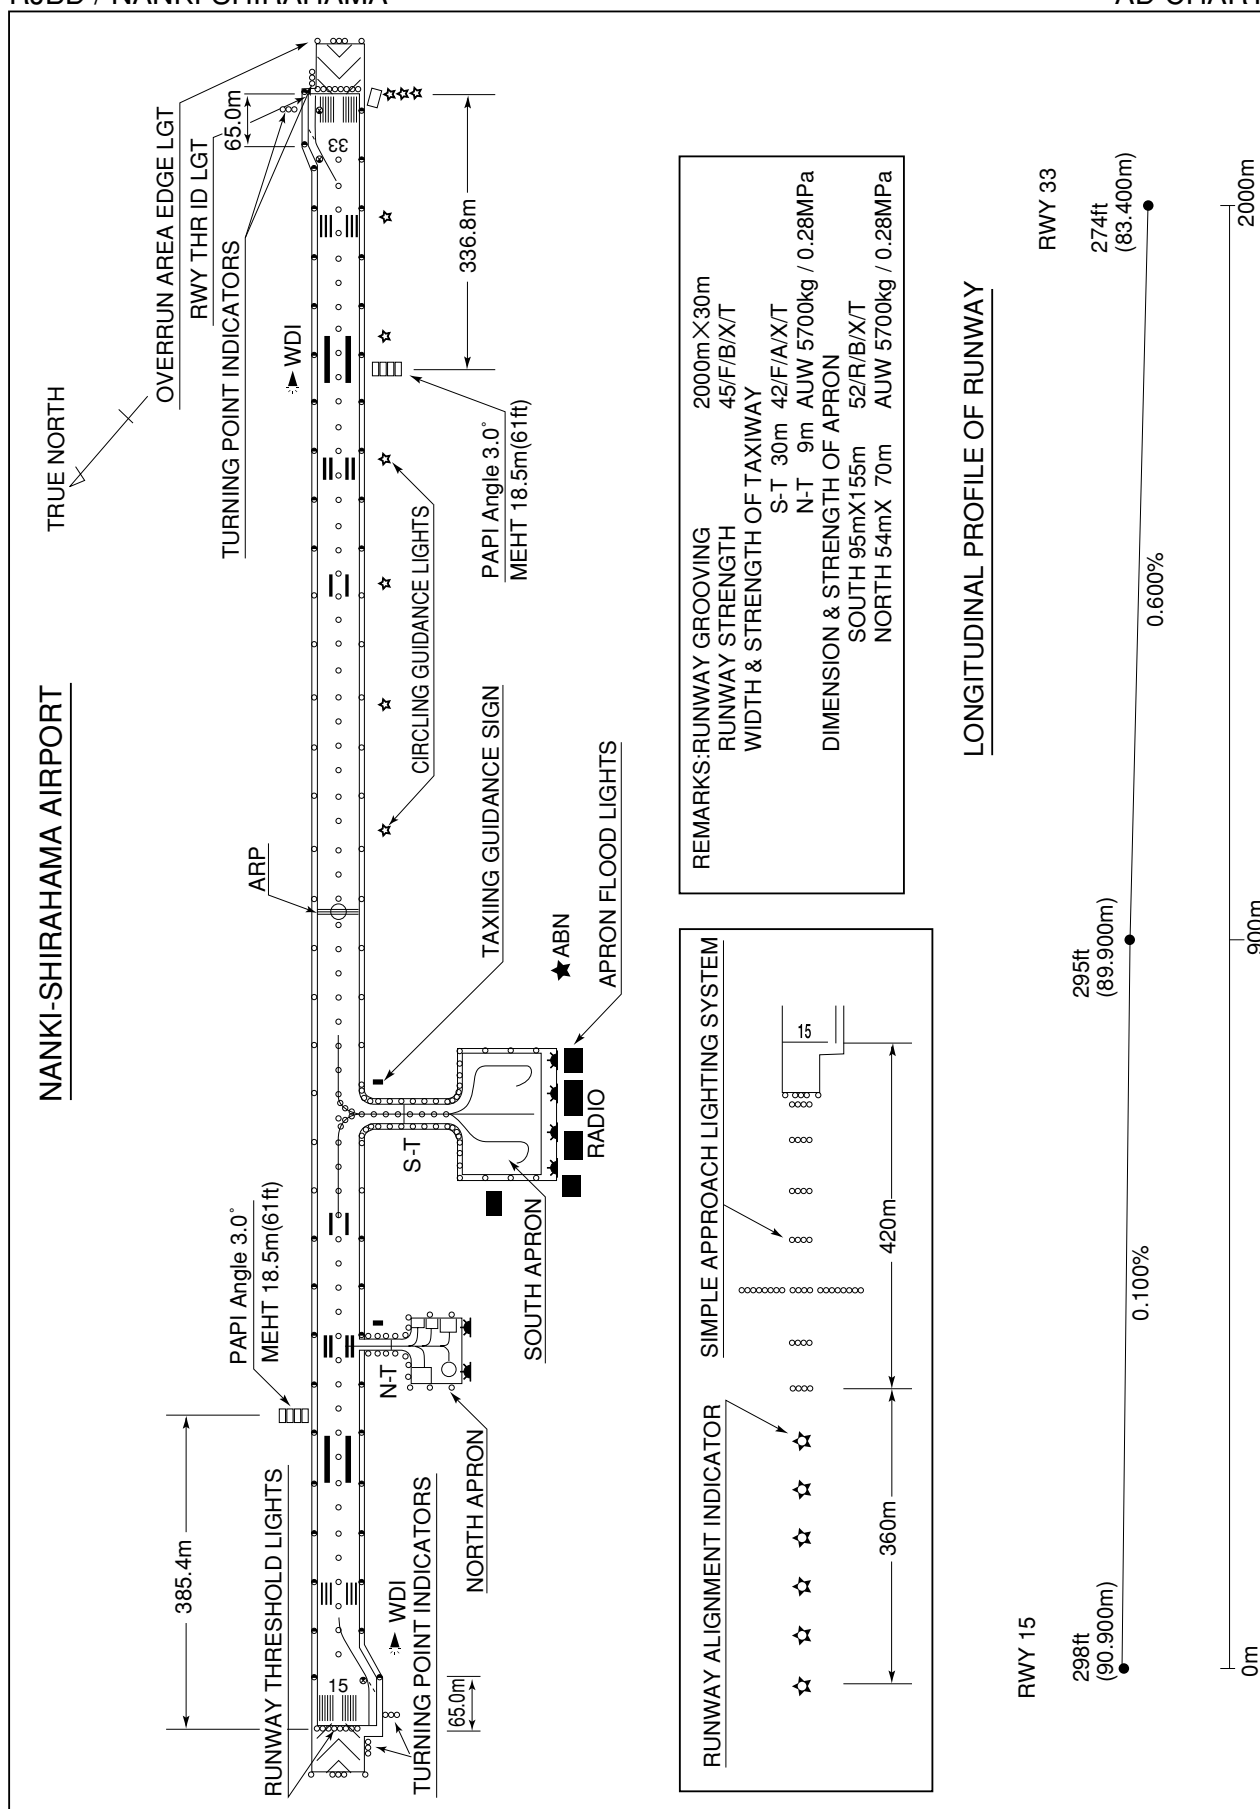 RJBD / NANKI-SHIRAHAMA
AD CHART
NANKI-SHIRAHAMA AIRPORT
TRUE NORTH
OVERRUN AREA EDGE LGT
RWY THR ID LGT
TURNING POINT INDICATORS
65.0m
33
336.8m
WDI
PAPI Angle 3.0°
MEHT 18.5m(61ft)
CIRCLING GUIDANCE LIGHTS
ARP
TAXIING GUIDANCE SIGN
ABN
APRON FLOOD LIGHTS
RADIO
S-T
SOUTH APRON
PAPI Angle 3.0°
MEHT 18.5m(61ft)
N-T
NORTH APRON
385.4m
RUNWAY THRESHOLD LIGHTS
15
WDI
65.0m
TURNING POINT INDICATORS
REMARKS:RUNWAY GROOVING 2000m×30m
RUNWAY STRENGTH 45/F/B/X/T
WIDTH & STRENGTH OF TAXIWAY
S-T 30m 42/F/A/X/T
N-T 9m AUW 5700kg / 0.28MPa
DIMENSION & STRENGTH OF APRON
SOUTH 95mX155m 52/R/B/X/T
NORTH 54mX 70m AUW 5700kg / 0.28MPa
SIMPLE APPROACH LIGHTING SYSTEM
RUNWAY ALIGNMENT INDICATOR
15
420m
360m
LONGITUDINAL PROFILE OF RUNWAY
RWY 15
298ft
(90.900m)
0.100%
295ft
(89.900m)
0.600%
RWY 33
274ft
(83.400m)
0m
900m
2000m